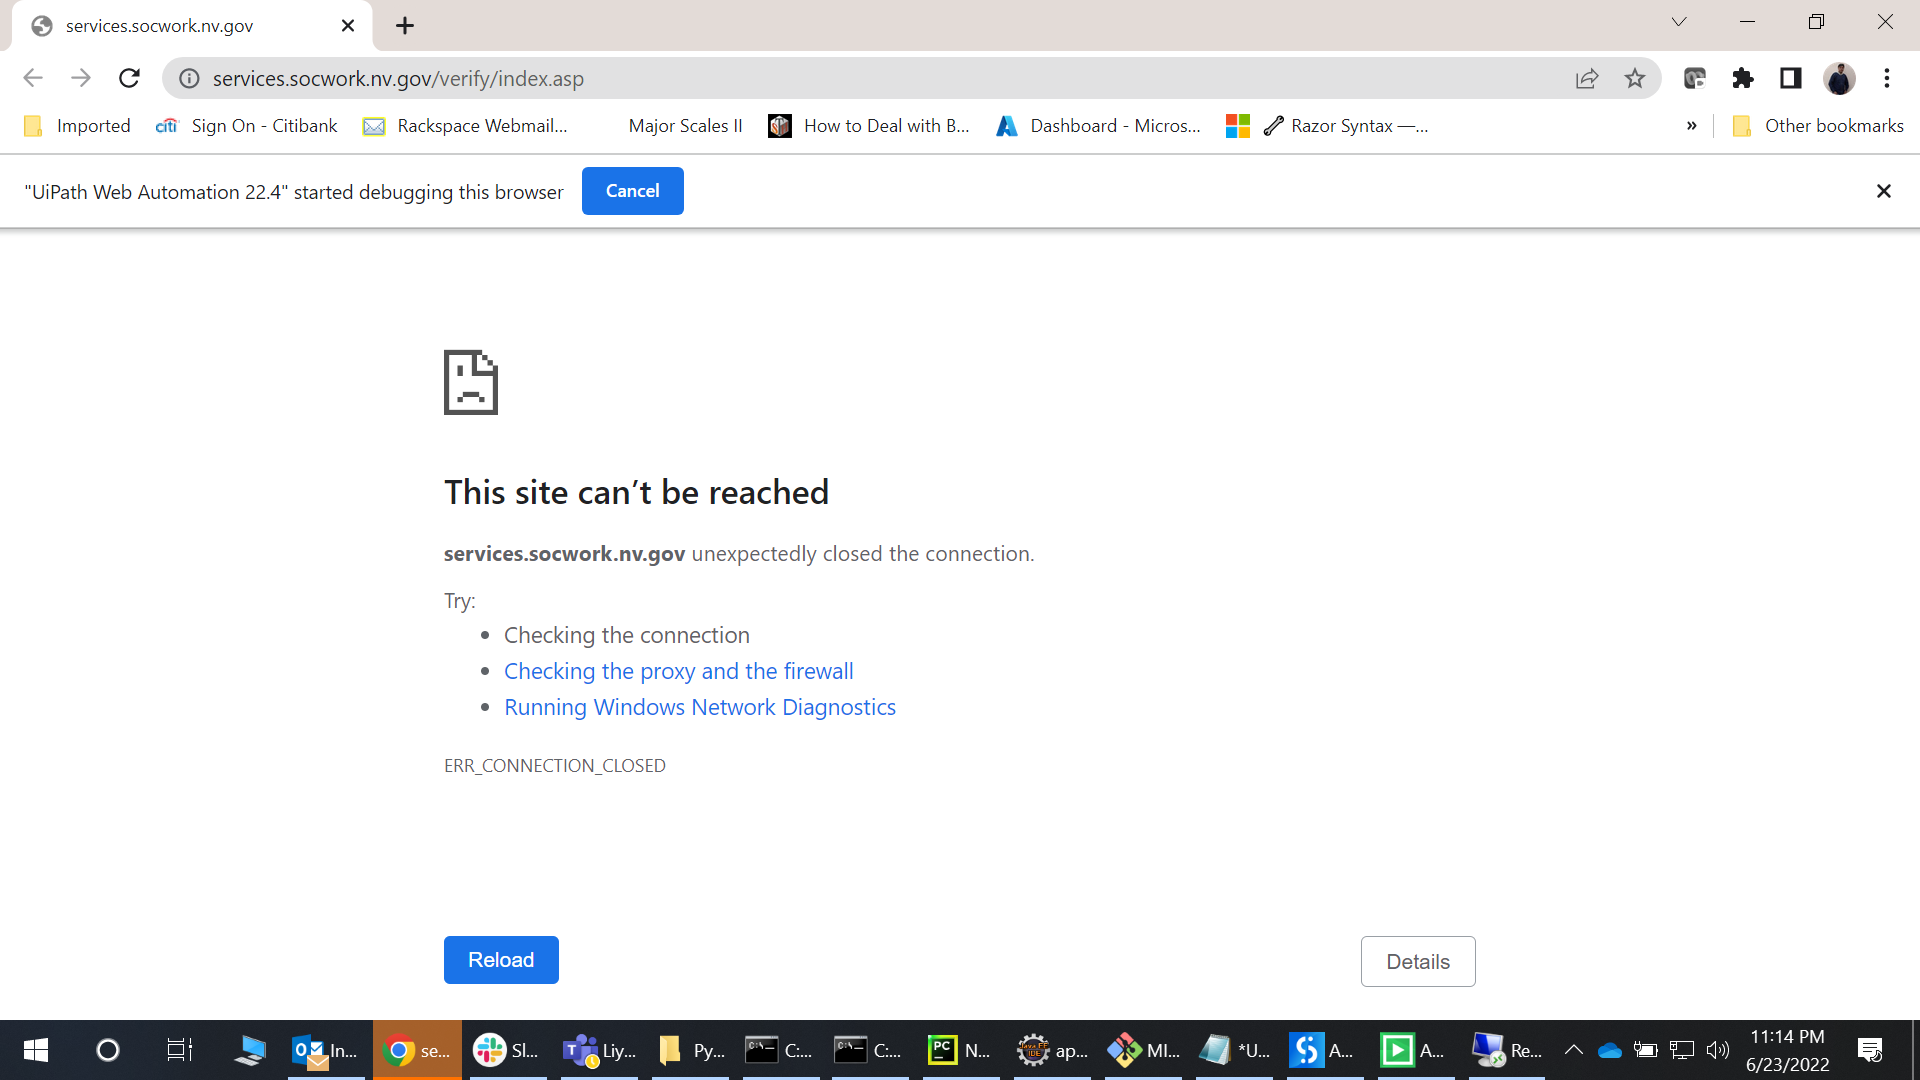 services.socwork.nv.gov
services.socwork.nv.gov/verify/index.asp
Imported
citi
Sign On - Citibank
Rackspace Webmail...
Major Scales II
How to Deal with B...
Dashboard - Micros...
Razor Syntax —...
»
Other bookmarks
"UiPath Web Automation 22.4" started debugging this browser
Cancel
This site can’t be reached
services.socwork.nv.gov unexpectedly closed the connection.
Try:
• Checking the connection
• Checking the proxy and the firewall
• Running Windows Network Diagnostics
ERR_CONNECTION_CLOSED
Reload
Details
In...
se...
Sl...
Liy...
Py...
C:...
C:...
PC
N...
ap...
MI...
*U...
A...
A...
Re...
11:14 PM
6/23/2022